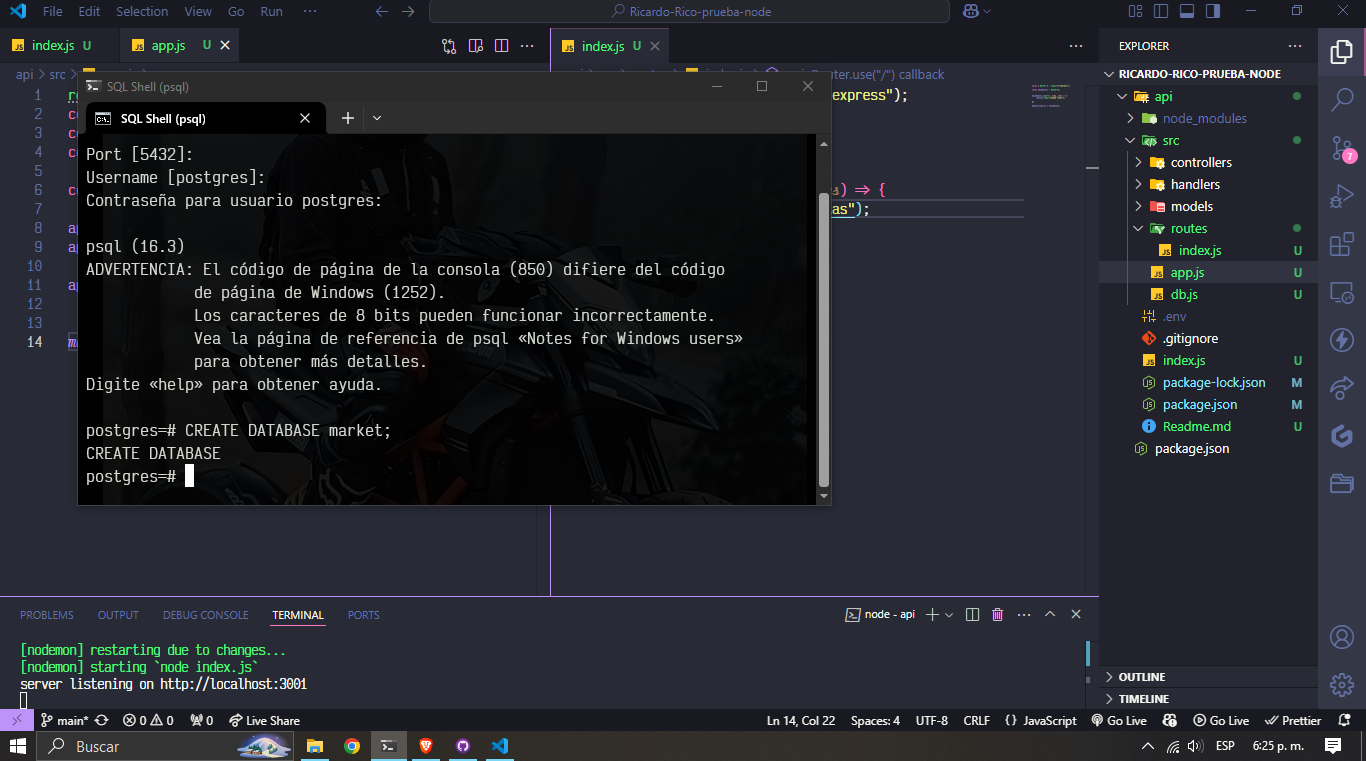 File Edit Selection View Go Run ··· Ricardo-Rico-prueba-node
index.js U app.js U
index.js U
api > src >
Router.use("/") callback
1
2
3
4
5
6
7
8
9
10
11
12
13
14
express");
) => {
as");
SQL Shell (psql)
SQL Shell (psql)
Port [5432]:
Username [postgres]:
Contraseña para usuario postgres:
psql (16.3)
ADVERTENCIA: El código de página de la consola (850) difiere del código
de página de Windows (1252).
Los caracteres de 8 bits pueden funcionar incorrectamente.
Vea la página de referencia de psql «Notes for Windows users»
para obtener más detalles.
Digite «help» para obtener ayuda.
postgres=# CREATE DATABASE market;
CREATE DATABASE
postgres=#
EXPLORER
RICARDO-RICO-PRUEBA-NODE
api
node_modules
src
controllers
handlers
models
routes
index.js U
app.js U
db.js U
.env
.gitignore
index.js U
package-lock.json M
package.json M
Readme.md U
package.json
OUTLINE
TIMELINE
7
PROBLEMS OUTPUT DEBUG CONSOLE TERMINAL PORTS
node - api
[nodemon] restarting due to changes...
[nodemon] starting `node index.js`
server listening on http://localhost:3001
main* 0 0 0 Live Share Ln 14, Col 22 Spaces: 4 UTF-8 CRLF {} JavaScript Go Live Go Live Prettier
Buscar ESP 6:25 p. m.